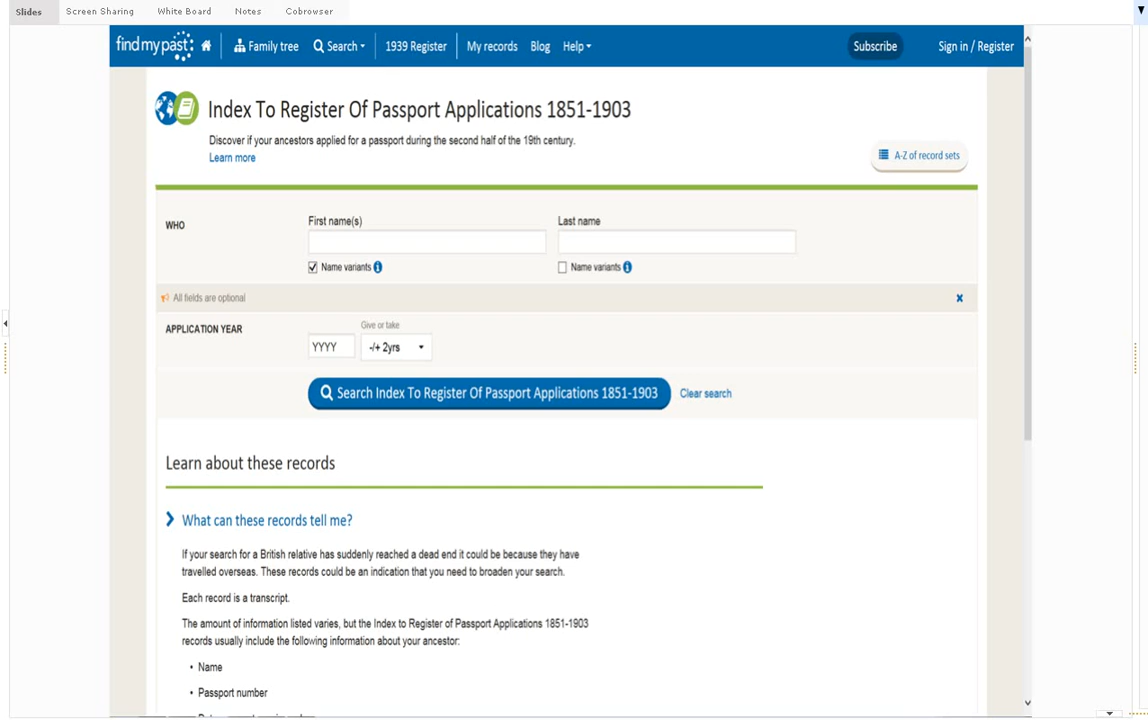 Slides Screen Sharing White Board Notes Cobrowser
findmypast Family tree Search 1939 Register My records Blog Help Subscribe Sign in / Register
Index To Register Of Passport Applications 1851-1903
Discover if your ancestors applied for a passport during the second half of the 19th century.
Learn more
A-Z of record sets
WHO
First name(s) Last name
Name variants Name variants
All fields are optional
APPLICATION YEAR
Give or take
YYYY -/+ 2yrs
Search Index To Register Of Passport Applications 1851-1903 Clear search
Learn about these records
What can these records tell me?
If your search for a British relative has suddenly reached a dead end it could be because they have
travelled overseas. These records could be an indication that you need to broaden your search.
Each record is a transcript.
The amount of information listed varies, but the Index to Register of Passport Applications 1851-1903
records usually include the following information about your ancestor:
• Name
• Passport number